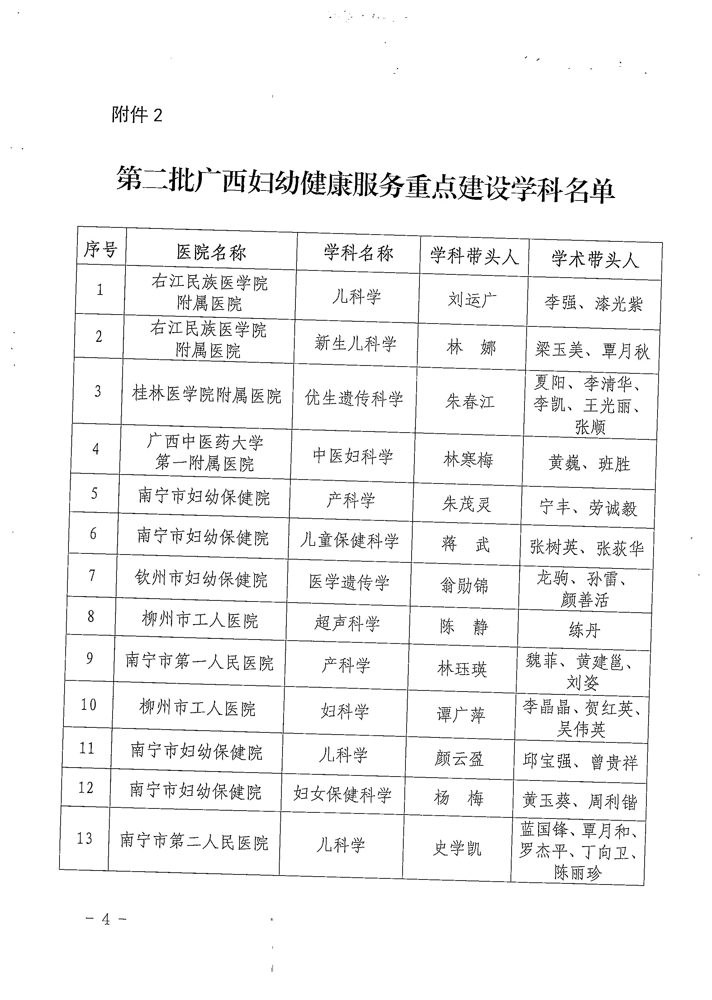 附件 2
第二批广西妇幼健康服务重点建设学科名单
序号 医院名称 学科名称 学科带头人 学术带头人
1 右江民族医学院
附属医院 儿科学 刘运广 李强、漆光紫
2 右江民族医学院
附属医院 新生儿科学 林 娜 梁玉美、覃月秋
3 桂林医学院附属医院 优生遗传科学 朱春江 夏阳、李清华、
李凯、王光丽、
张顺
4 广西中医药大学
第一附属医院 中医妇科学 林寒梅 黄巍、班胜
5 南宁市妇幼保健院 产科学 朱茂灵 宁丰、劳诚毅
6 南宁市妇幼保健院 儿童保健科学 蒋 武 张树英、张荻华
7 钦州市妇幼保健院 医学遗传学 翁勋锦 龙驹、孙雷、
颜善活
8 柳州市工人医院 超声科学 陈 静 练丹
9 南宁市第一人民医院 产科学 林珏瑛 魏菲、黄建邕、
刘姿
10 柳州市工人医院 妇科学 谭广萍 李晶晶、贺红英、
吴伟英
11 南宁市妇幼保健院 儿科学 颜云盈 邱宝强、曾贵祥
12 南宁市妇幼保健院 妇女保健科学 杨 梅 黄玉葵、周利锴
13 南宁市第二人民医院 儿科学 史学凯 蓝国锋、覃月和、
罗杰平、丁向卫、
陈丽珍
- 4 -